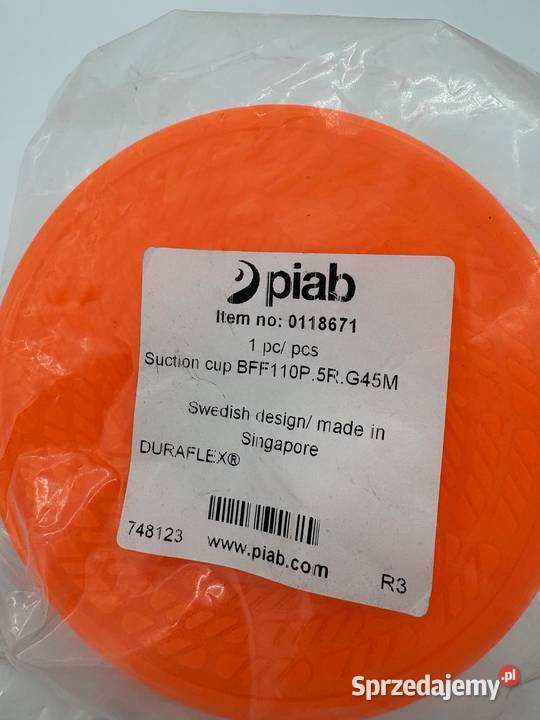 piab
Item no: 0118671
1 pc/ pcs
Suction cup BFF110P.5R.G45M
Swedish design/ made in
Singapore
DURAFLEX®
748123
www.piab.com
R3
Sprzedajemy.pl